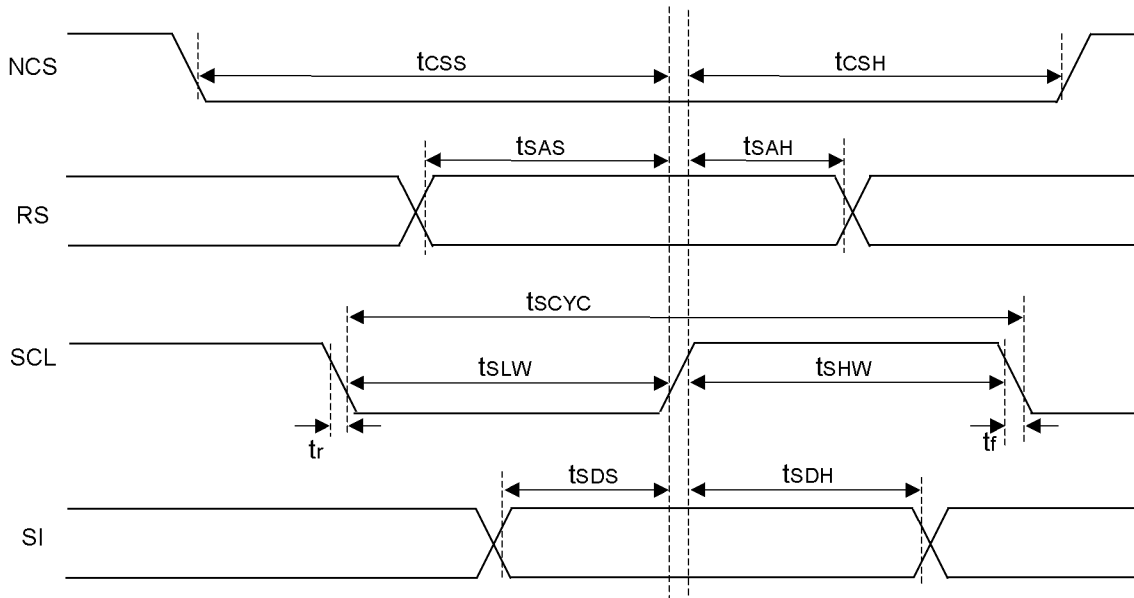 NCS
tCSS
tCSH
tSAS
tSAH
RS
tSCYC
SCL
tSLW
tSHW
tr
tf
tSDS
tSDH
SI